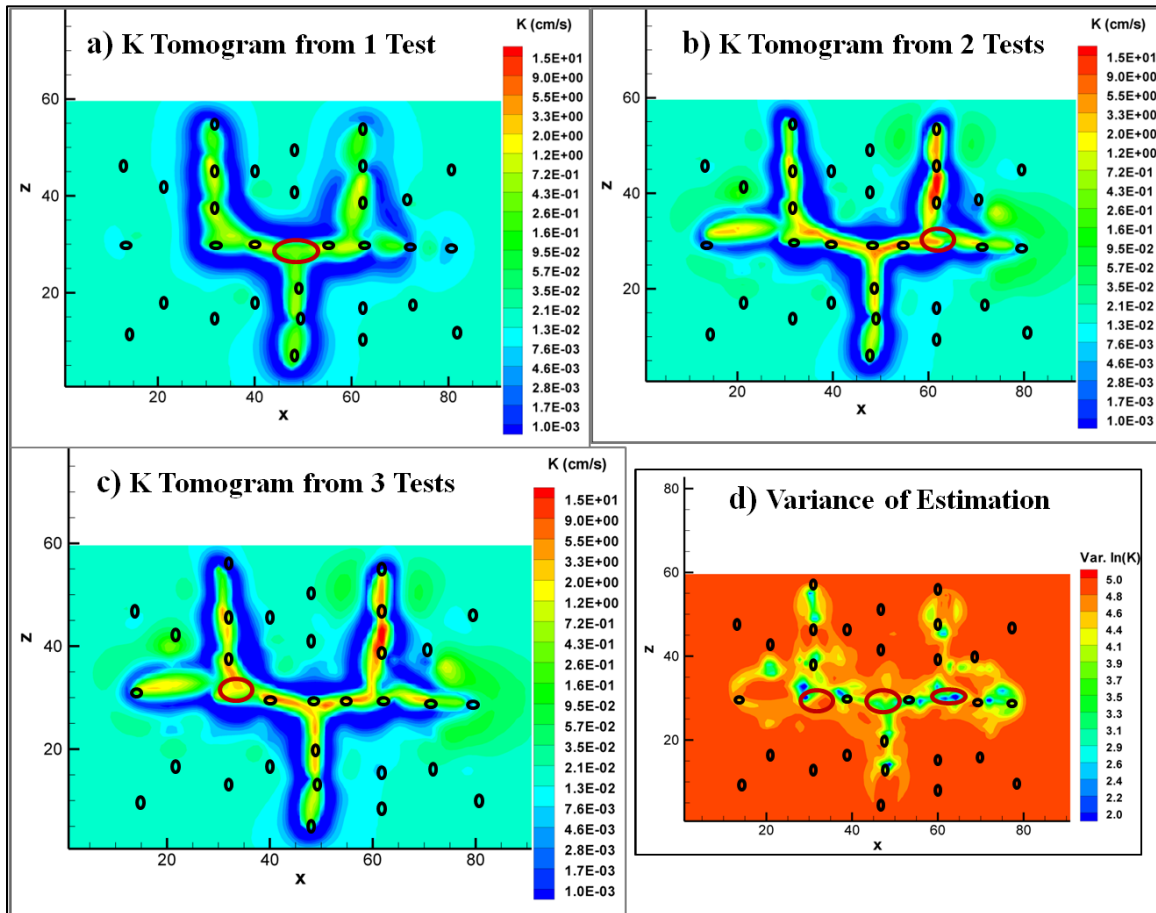 a) K Tomogram from 1 Test
K (cm/s)
1.5E+01
9.0E+00
5.5E+00
3.3E+00
2.0E+00
1.2E+00
7.2E-01
4.3E-01
2.6E-01
1.6E-01
9.5E-02
5.7E-02
3.5E-02
2.1E-02
1.3E-02
7.6E-03
4.6E-03
2.8E-03
1.7E-03
1.0E-03
60
40
20
z
20
40
60
80
x
b) K Tomogram from 2 Tests
K (cm/s)
1.5E+01
9.0E+00
5.5E+00
3.3E+00
2.0E+00
1.2E+00
7.2E-01
4.3E-01
2.6E-01
1.6E-01
9.5E-02
5.7E-02
3.5E-02
2.1E-02
1.3E-02
7.6E-03
4.6E-03
2.8E-03
1.7E-03
1.0E-03
60
40
20
z
20
40
60
80
x
c) K Tomogram from 3 Tests
K (cm/s)
1.5E+01
9.0E+00
5.5E+00
3.3E+00
2.0E+00
1.2E+00
7.2E-01
4.3E-01
2.6E-01
1.6E-01
9.5E-02
5.7E-02
3.5E-02
2.1E-02
1.3E-02
7.6E-03
4.6E-03
2.8E-03
1.7E-03
1.0E-03
60
40
20
z
20
40
60
80
x
d) Variance of Estimation
Var. ln(K)
5.0
4.8
4.6
4.4
4.1
3.9
3.7
3.5
3.3
3.1
2.9
2.6
2.4
2.2
2.0
80
60
40
20
z
20
40
60
80
x